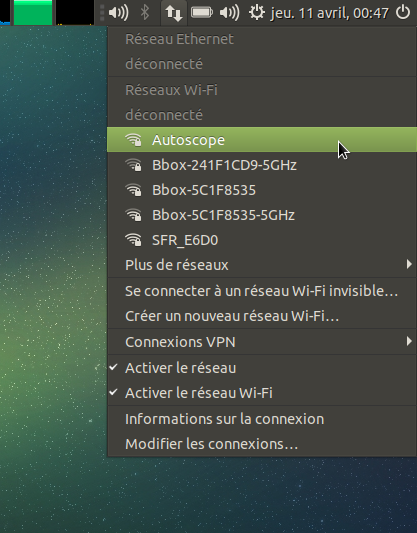 jeu. 11 avril, 00:47
Réseau Ethernet
déconnecté
Réseaux Wi-Fi
déconnecté
Autoscope
Bbox-241F1CD9-5GHz
Bbox-5C1F8535
Bbox-5C1F8535-5GHz
SFR_E6D0
Plus de réseaux
Se connecter à un réseau Wi-Fi invisible…
Créer un nouveau réseau Wi-Fi…
Connexions VPN
Activer le réseau
Activer le réseau Wi-Fi
Informations sur la connexion
Modifier les connexions…